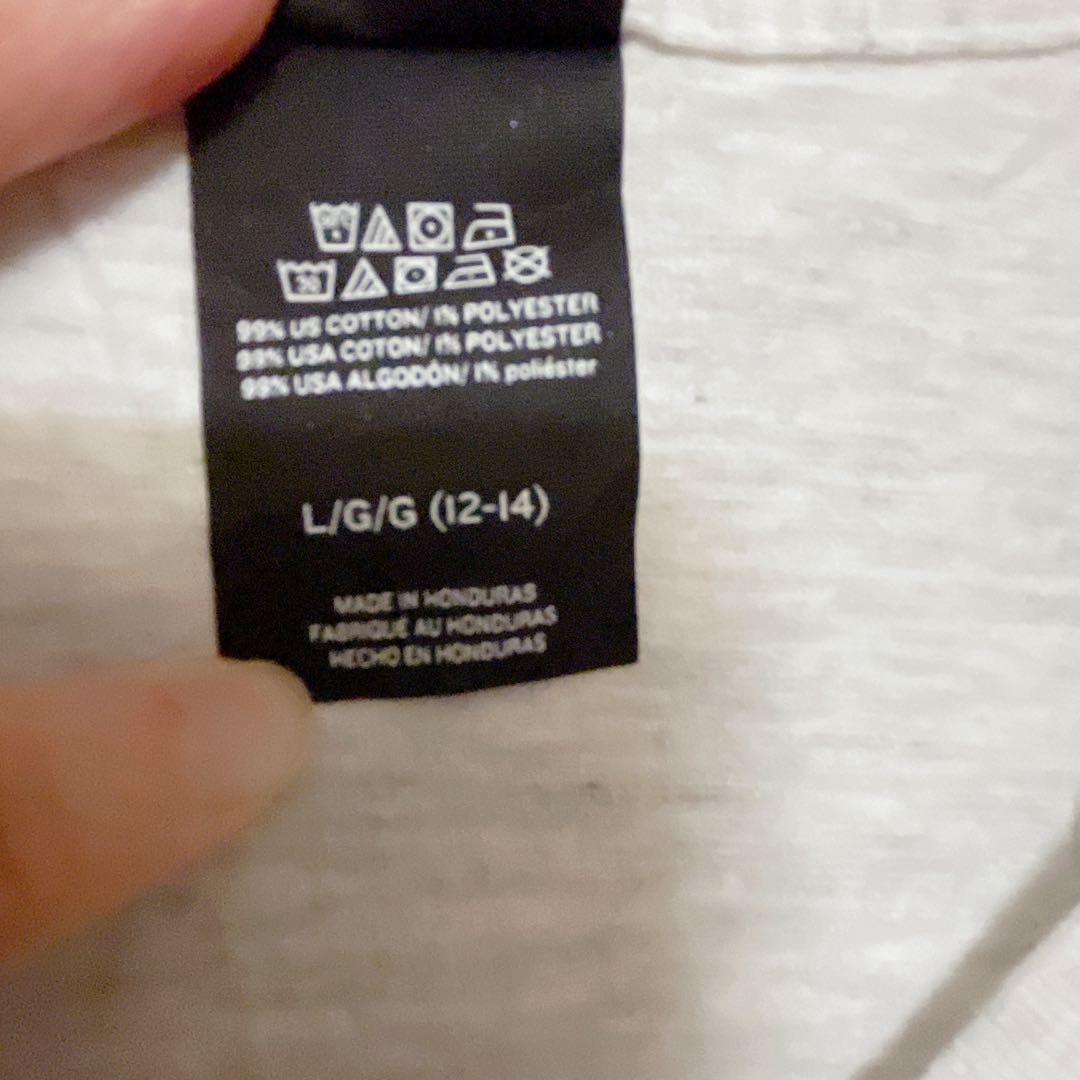 30
99% US COTTON/ 1% POLYESTER
99% USA COTON/ 1% POLYESTER
99% USA ALGODÓN/ 1% poliéster
L/G/G (12-14)
MADE IN HONDURAS
FABRIQUÉ AU HONDURAS
HECHO EN HONDURAS